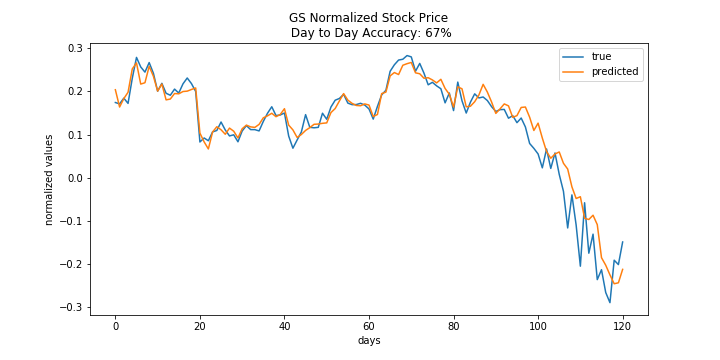 GS Normalized Stock Price
Day to Day Accuracy: 67%
true
predicted
normalized values
0.3
0.2
0.1
0.0
−0.1
−0.2
−0.3
0 20 40 60 80 100 120
days